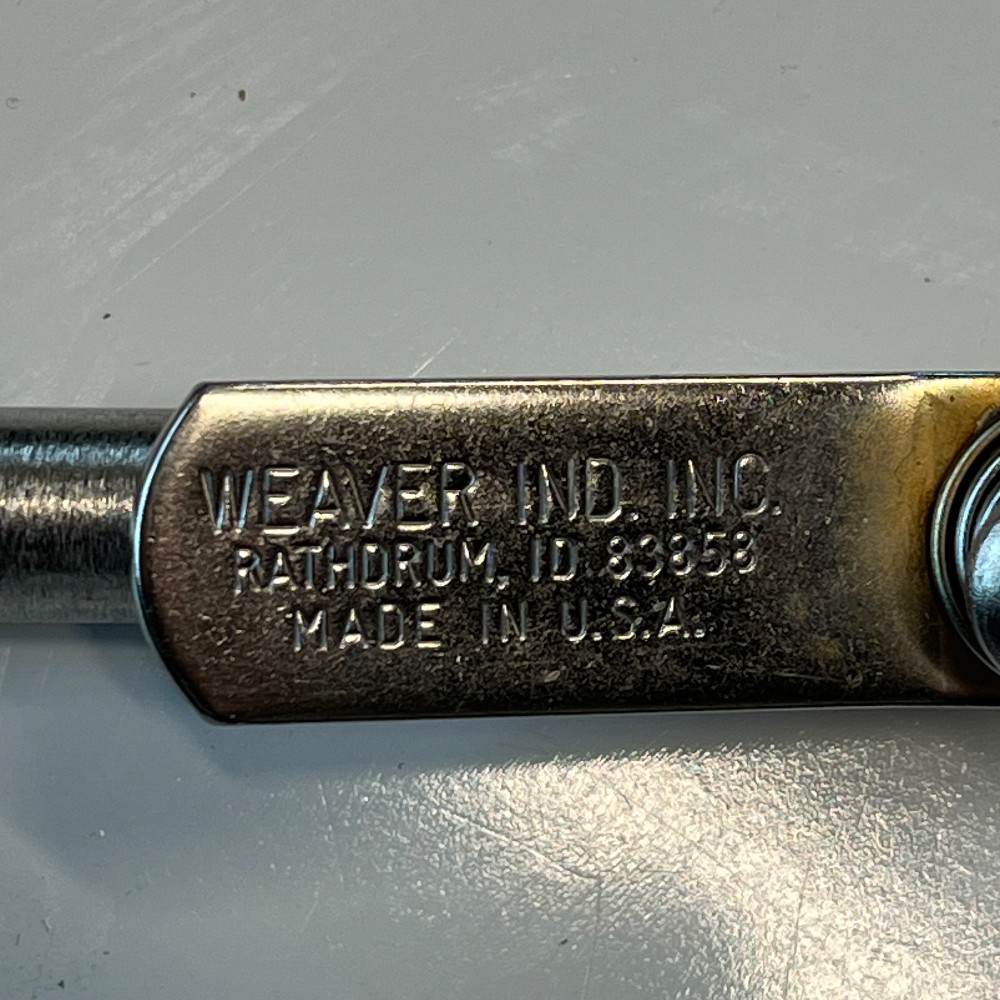 WEAVER IND. INC.
RATHDRUM, ID 83858
MADE IN U.S.A.